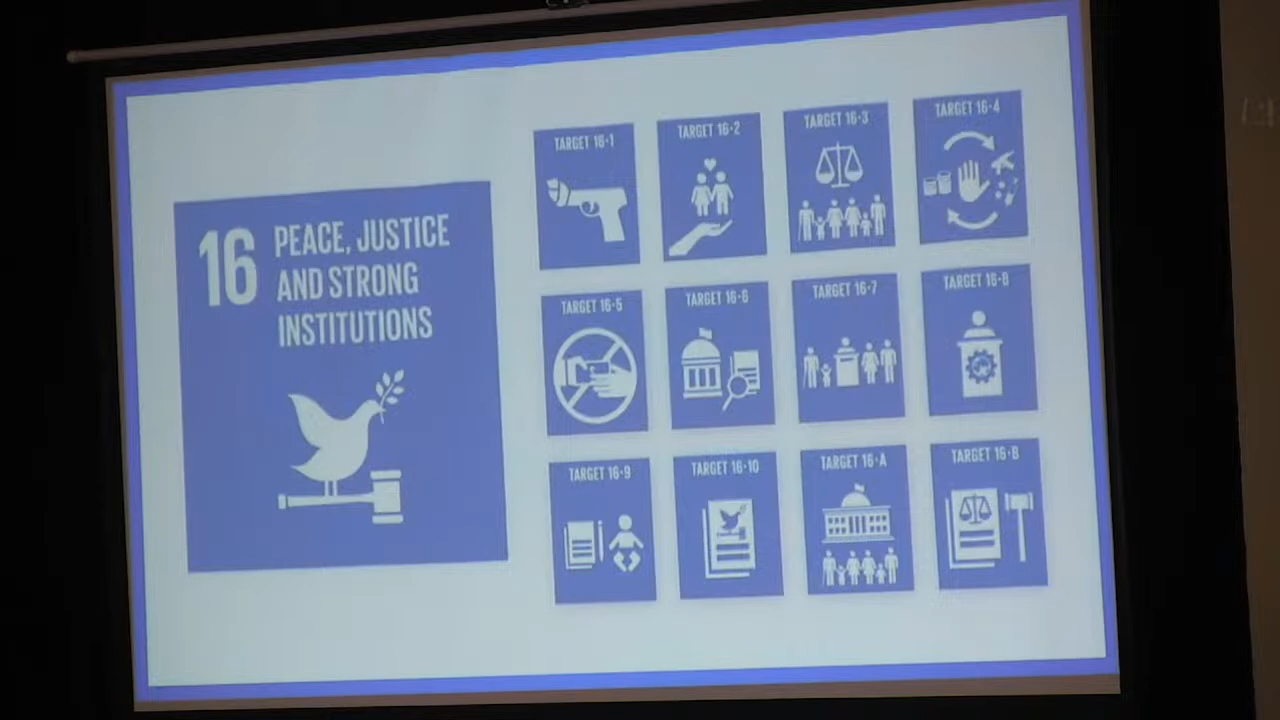 16
PEACE, JUSTICE
AND STRONG
INSTITUTIONS
TARGET 16·1
TARGET 16·2
TARGET 16·3
TARGET 16·4
TARGET 16·5
TARGET 16·6
TARGET 16·7
TARGET 16·8
TARGET 16·9
TARGET 16·10
TARGET 16·A
TARGET 16·B